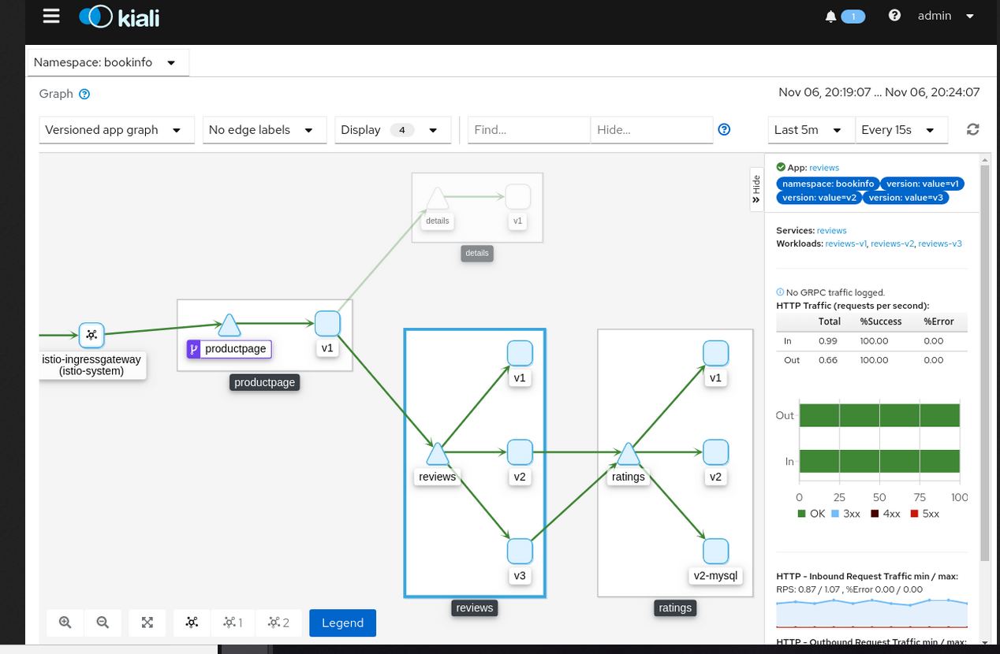 kiali
1
admin
Namespace: bookinfo
Graph
Nov 06, 20:19:07 ... Nov 06, 20:24:07
Versioned app graph
No edge labels
Display 4
Find...
Hide...
Last 5m
Every 15s
Hide
details
v1
details
istio-ingressgateway
(istio-system)
productpage
v1
productpage
reviews
v1
v2
v3
reviews
ratings
v1
v2
v2-mysql
ratings
1
2
Legend
App: reviews
namespace: bookinfo version: value=v1
version: value=v2 version: value=v3
Services: reviews
Workloads: reviews-v1, reviews-v2, reviews-v3
No GRPC traffic logged.
HTTP Traffic (requests per second):
Total %Success %Error
In 0.99 100.00 0.00
Out 0.66 100.00 0.00
Out
In
0 25 50 75 100
OK 3xx 4xx 5xx
HTTP - Inbound Request Traffic min / max:
RPS: 0.87 / 1.07 , %Error 0.00 / 0.00
HTTP - Outbound Request Traffic min / max: